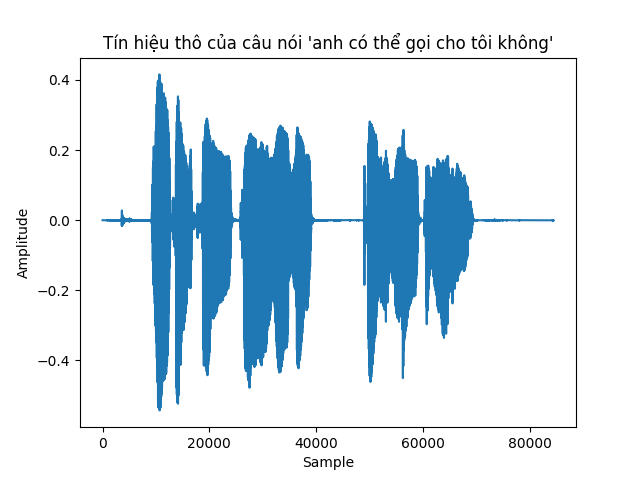 Tín hiệu thô của câu nói 'anh có thể gọi cho tôi không'
0.4
0.2
0.0
−0.2
−0.4
Amplitude
0 20000 40000 60000 80000
Sample